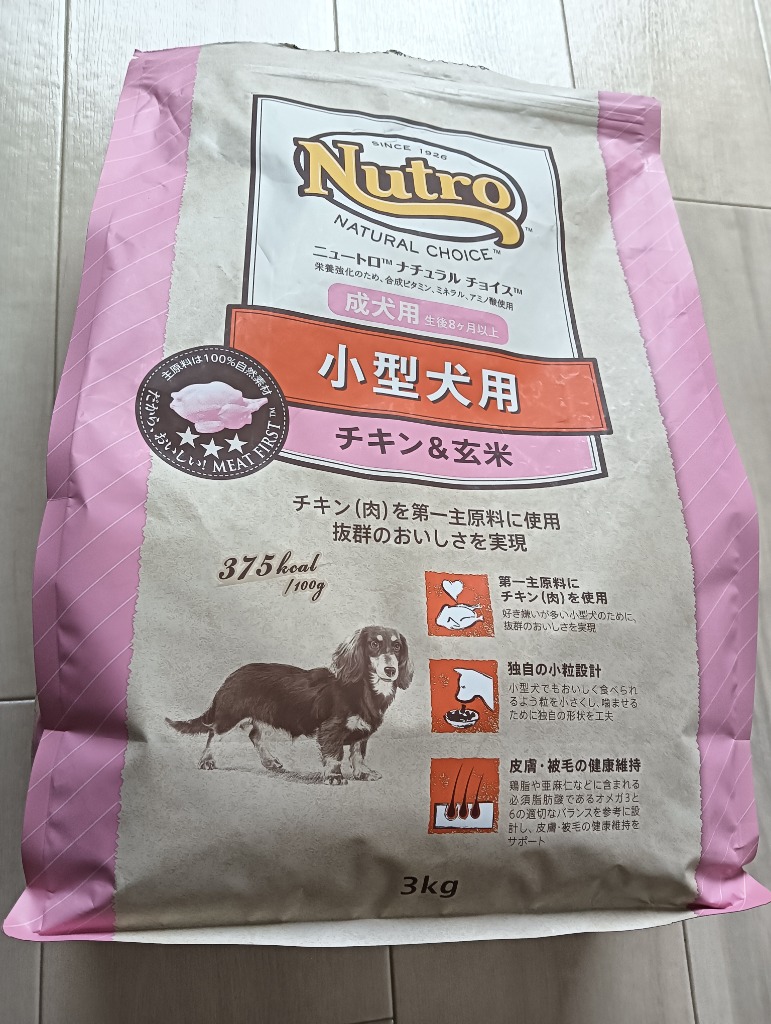 SINCE 1926
Nutro™
NATURAL CHOICE™
ニュートロ™ ナチュラル チョイス™
栄養強化のため、合成ビタミン、ミネラル、アミノ酸使用
成犬用 生後8ヶ月以上
小型犬用
チキン&玄米
主原料は100%自然素材
だから、おいしい! MEAT FIRST™
チキン(肉)を第一主原料に使用
抜群のおいしさを実現
375kcal
/100g
第一主原料に
チキン(肉)を使用
好き嫌いが多い小型犬のために、
抜群のおいしさを実現
独自の小粒設計
小型犬でもおいしく食べられ
るよう粒を小さくし、噛ませる
ために独自の形状を工夫
皮膚・被毛の健康維持
鶏脂や亜麻仁などに含まれる
必須脂肪酸であるオメガ3と
6の適切なバランスを参考に設
計し、皮膚・被毛の健康維持を
サポート
3kg